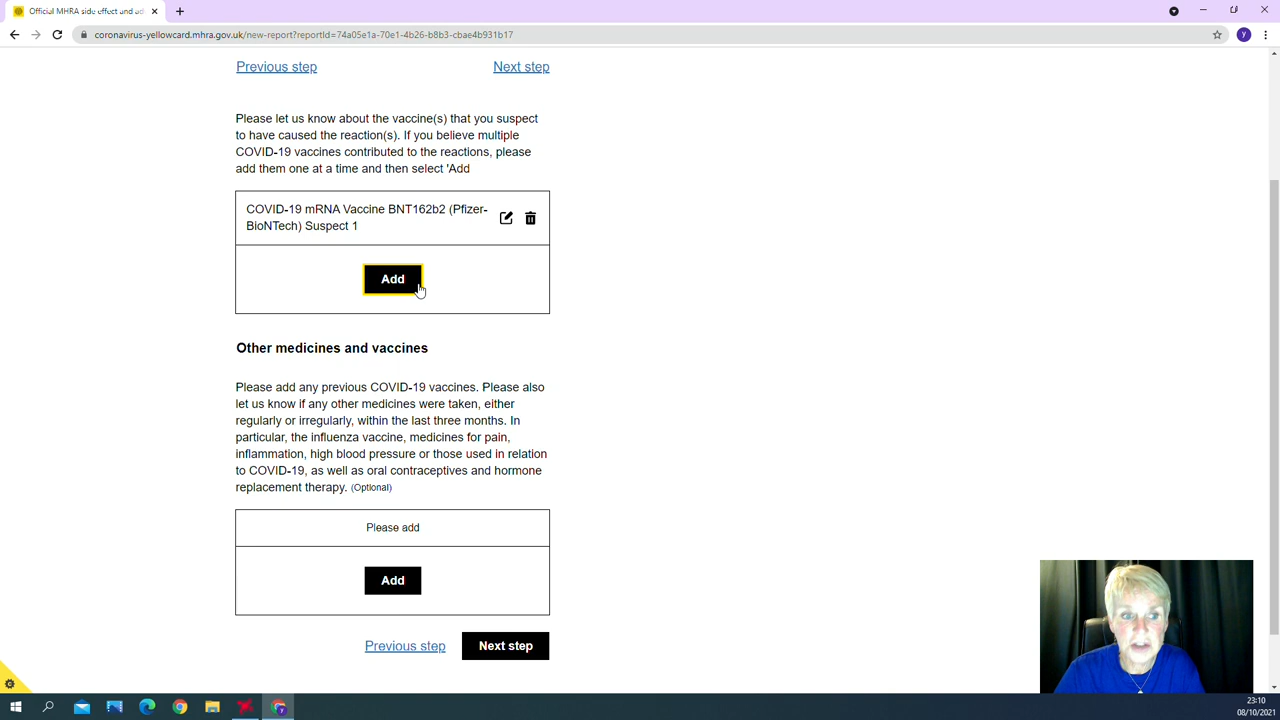 Official MHRA side effect and ad
coronavirus-yellowcard.mhra.gov.uk/new-report?reportId=74a05e1a-70e1-4b26-b8b3-cbae4b931b17
Y
Previous step
Next step
Please let us know about the vaccine(s) that you suspect
to have caused the reaction(s). If you believe multiple
COVID-19 vaccines contributed to the reactions, please
add them one at a time and then select 'Add
COVID-19 mRNA Vaccine BNT162b2 (Pfizer-
BioNTech) Suspect 1
Add
Other medicines and vaccines
Please add any previous COVID-19 vaccines. Please also
let us know if any other medicines were taken, either
regularly or irregularly, within the last three months. In
particular, the influenza vaccine, medicines for pain,
inflammation, high blood pressure or those used in relation
to COVID-19, as well as oral contraceptives and hormone
replacement therapy. (Optional)
Please add
Add
Previous step
Next step
23:10
08/10/2021